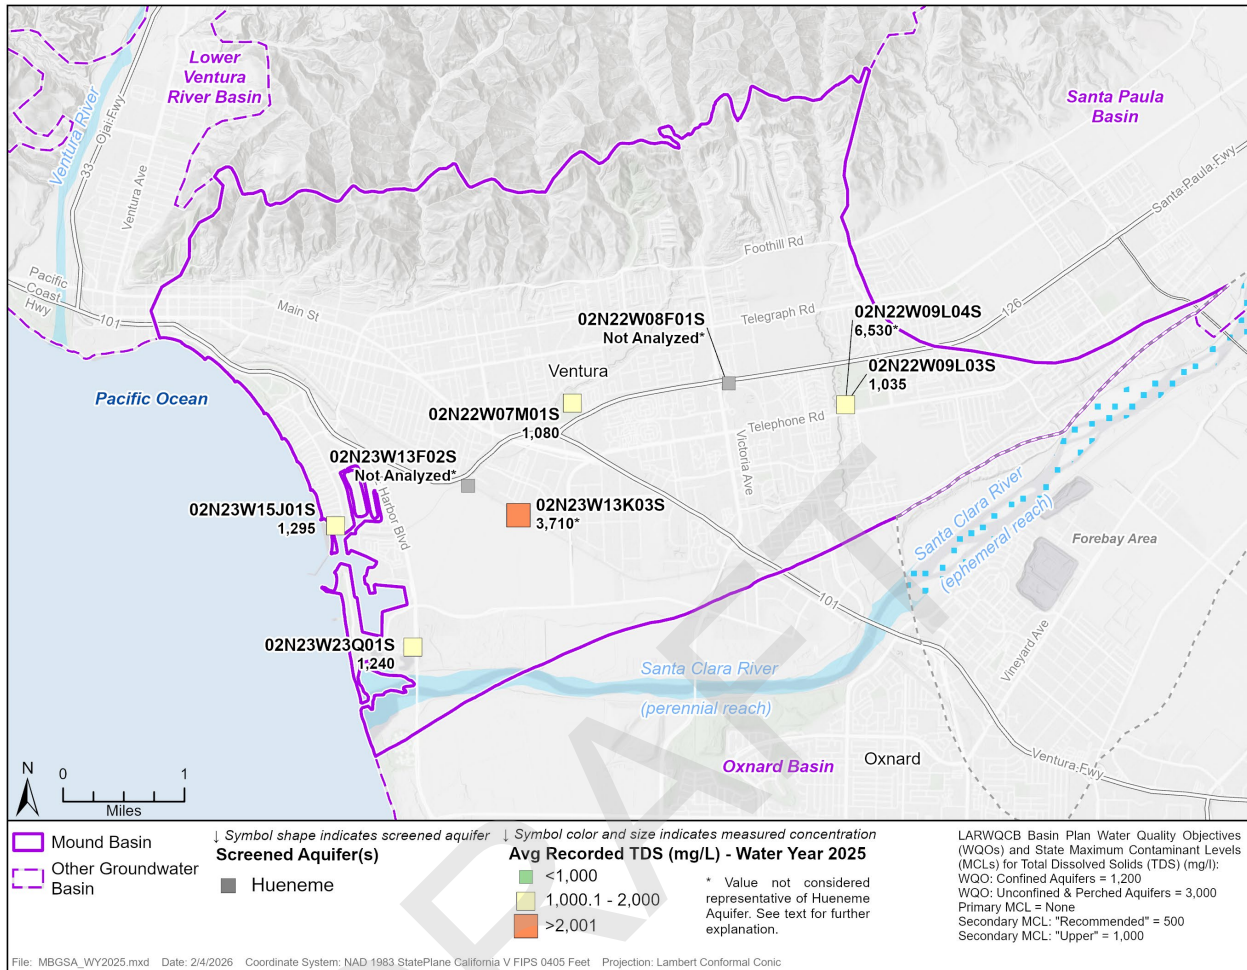 Lower
Ventura
River Basin
Santa Paula
Basin
Ventura River
33
Ojai Fwy
Ventura Ave
Santa Paula Fwy
Foothill Rd
Pacific
Coast
Hwy
101
Main St
Telegraph Rd
126
02N22W08F01S
Not Analyzed*
02N22W09L04S
6,530*
02N22W09L03S
1,035
Ventura
Pacific Ocean
02N22W07M01S
1,080
Telephone Rd
Victoria Ave
02N23W13F02S
Not Analyzed*
Harbor Blvd
02N23W15J01S
1,295
02N23W13K03S
3,710*
Santa Clara River
(ephemeral reach)
Forebay Area
101
Vineyard Ave
02N23W23Q01S
1,240
Santa Clara River
(perennial reach)
Oxnard Basin
Oxnard
Ventura Fwy
N
0 1
Miles
DRAFT
Mound Basin
Other Groundwater
Basin
↓ Symbol shape indicates screened aquifer
Screened Aquifer(s)
Hueneme
↓ Symbol color and size indicates measured concentration
Avg Recorded TDS (mg/L) - Water Year 2025
<1,000
1,000.1 - 2,000
>2,001
* Value not considered
representative of Hueneme
Aquifer. See text for further
explanation.
LARWQCB Basin Plan Water Quality Objectives
(WQOs) and State Maximum Contaminant Levels
(MCLs) for Total Dissolved Solids (TDS) (mg/l):
WQO: Confined Aquifers = 1,200
WQO: Unconfined & Perched Aquifers = 3,000
Primary MCL = None
Secondary MCL: "Recommended" = 500
Secondary MCL: "Upper" = 1,000
File: MBGSA_WY2025.mxd Date: 2/4/2026 Coordinate System: NAD 1983 StatePlane California V FIPS 0405 Feet Projection: Lambert Conformal Conic